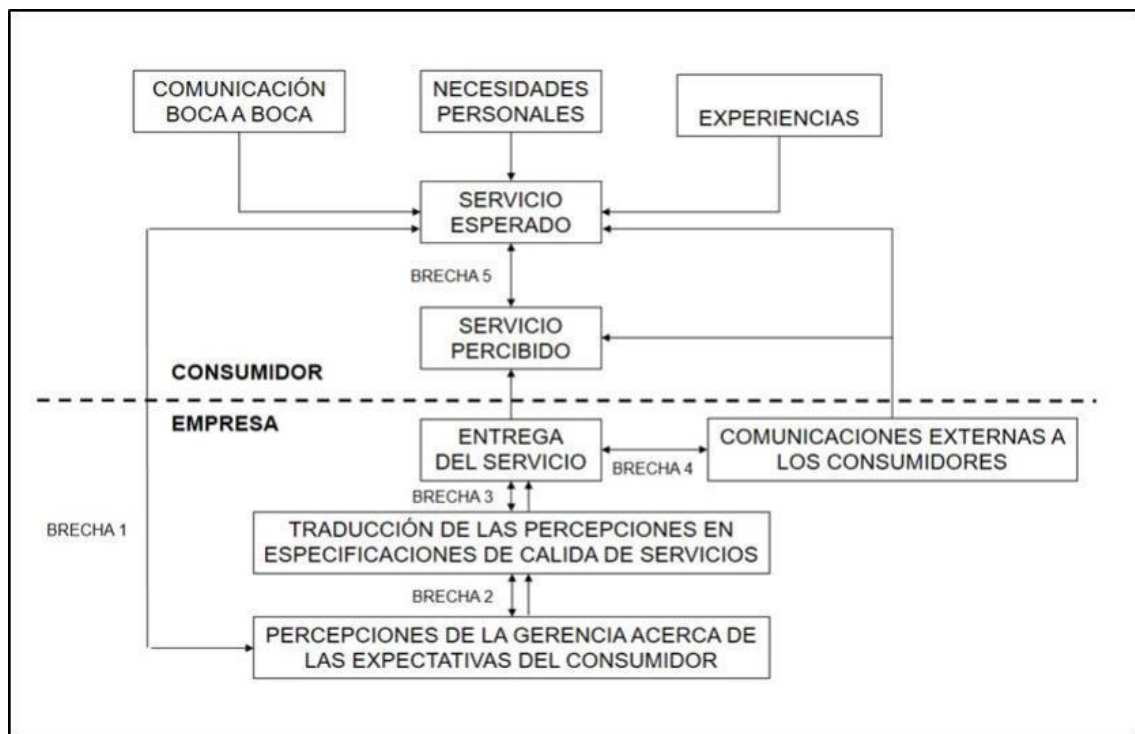 COMUNICACIÓN
BOCA A BOCA
NECESIDADES
PERSONALES
EXPERIENCIAS
SERVICIO
ESPERADO
BRECHA 5
SERVICIO
PERCIBIDO
CONSUMIDOR
EMPRESA
ENTREGA
DEL SERVICIO
BRECHA 4
COMUNICACIONES EXTERNAS A
LOS CONSUMIDORES
BRECHA 3
BRECHA 1
TRADUCCIÓN DE LAS PERCEPCIONES EN
ESPECIFICACIONES DE CALIDA DE SERVICIOS
BRECHA 2
PERCEPCIONES DE LA GERENCIA ACERCA DE
LAS EXPECTATIVAS DEL CONSUMIDOR